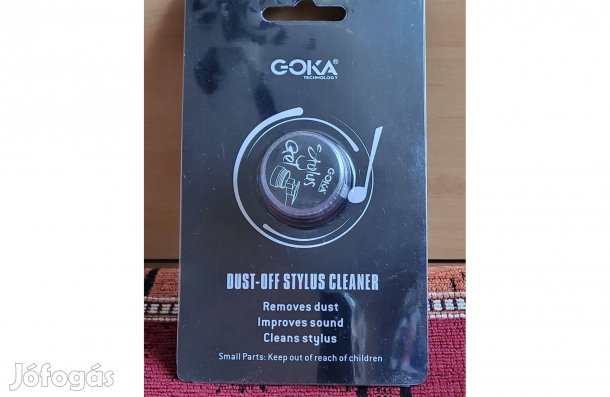 GOKA®
TECHNOLOGY
GOKA®
Stylus
Gel
DUST-OFF STYLUS CLEANER
Removes dust
Improves sound
Cleans stylus
Small Parts: Keep out of reach of children
Jófogás